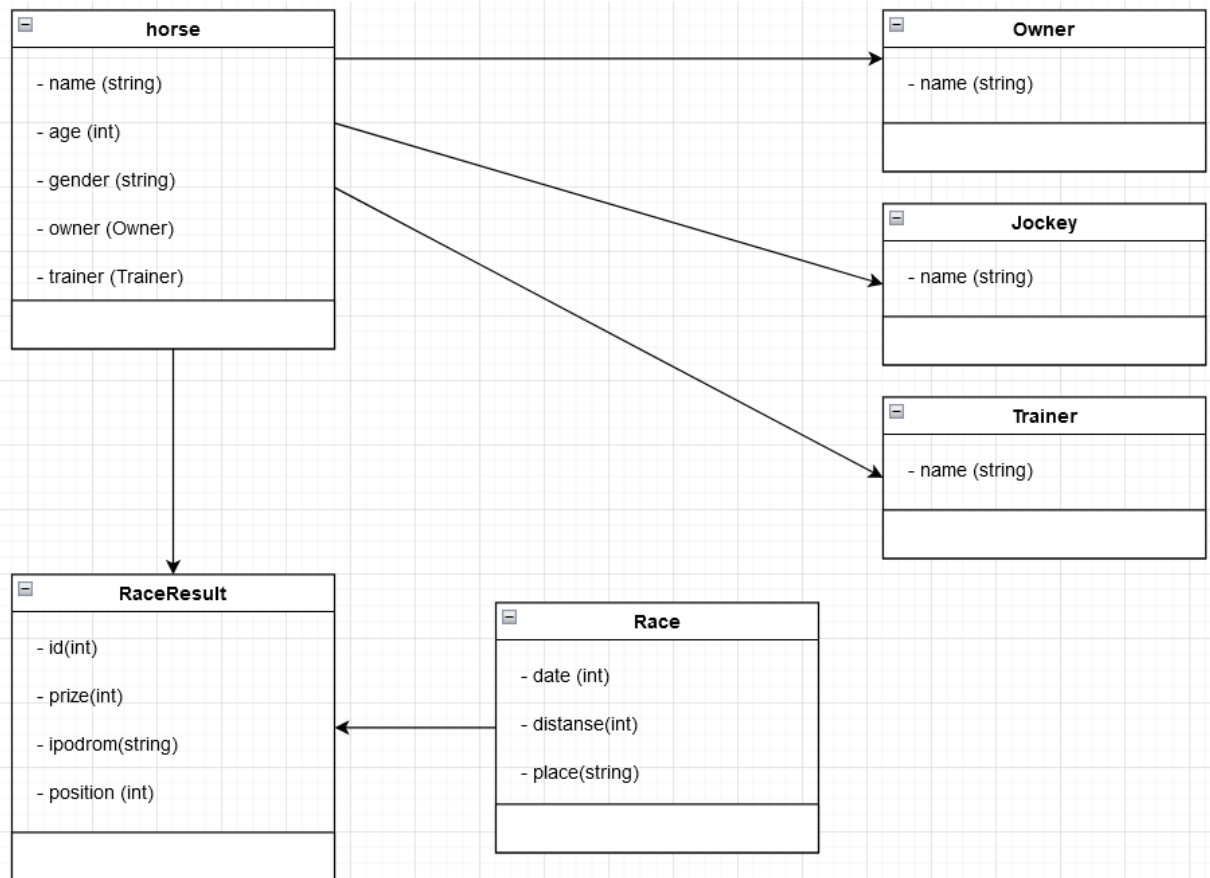 horse
- name (string)
- age (int)
- gender (string)
- owner (Owner)
- trainer (Trainer)
Owner
- name (string)
Jockey
- name (string)
Trainer
- name (string)
RaceResult
- id(int)
- prize(int)
- ipodrom(string)
- position (int)
Race
- date (int)
- distanse(int)
- place(string)